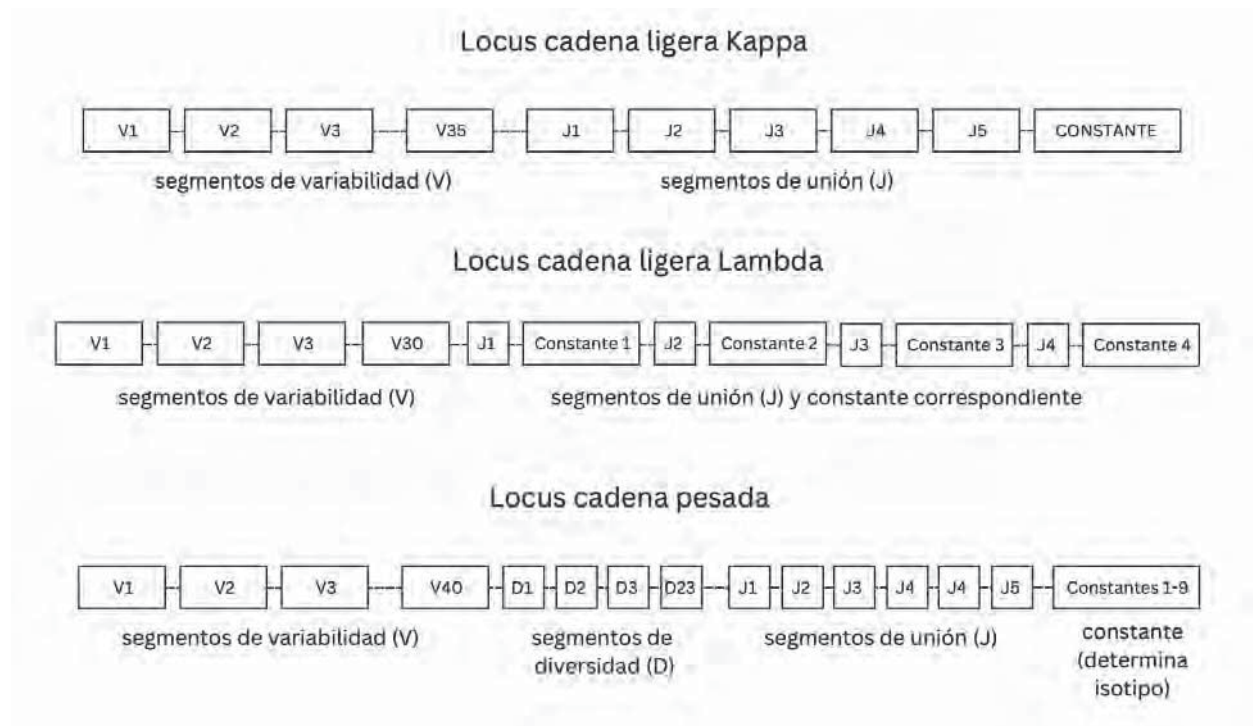 Locus cadena ligera Kappa
V1 V2 V3 V35 J1 J2 J3 J4 J5 CONSTANTE
segmentos de variabilidad (V) segmentos de unión (J)
Locus cadena ligera Lambda
V1 V2 V3 V30 J1 Constante 1 J2 Constante 2 J3 Constante 3 J4 Constante 4
segmentos de variabilidad (V) segmentos de unión (J) y constante correspondiente
Locus cadena pesada
V1 V2 V3 V40 D1 D2 D3 D23 J1 J2 J3 J4 J4 J5 Constantes 1-9
segmentos de variabilidad (V) segmentos de diversidad (D) segmentos de unión (J) constante (determina isotipo)